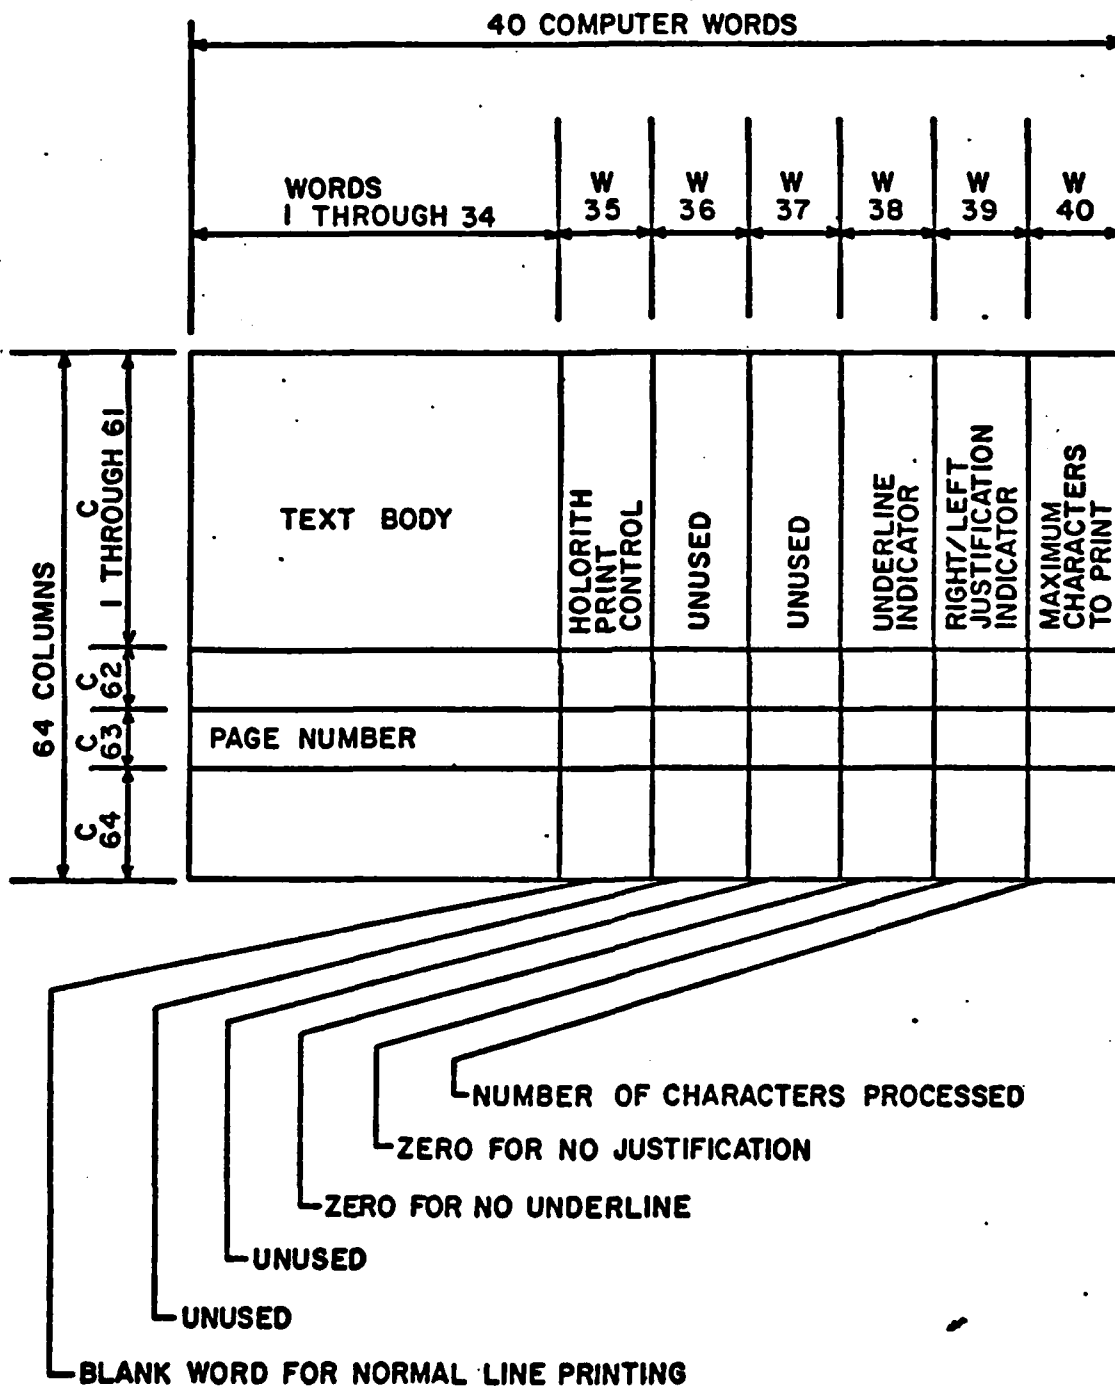 40 COMPUTER WORDS
WORDS
1 THROUGH 34
W
35
W
36
W
37
W
38
W
39
W
40
64 COLUMNS
C
1 THROUGH 61
C
62
C
63
C
64
TEXT BODY
HOLORITH
PRINT
CONTROL
UNUSED
UNUSED
UNDERLINE
INDICATOR
RIGHT/LEFT
JUSTIFICATION
INDICATOR
MAXIMUM
CHARACTERS
TO PRINT
PAGE NUMBER
NUMBER OF CHARACTERS PROCESSED
ZERO FOR NO JUSTIFICATION
ZERO FOR NO UNDERLINE
UNUSED
UNUSED
BLANK WORD FOR NORMAL LINE PRINTING